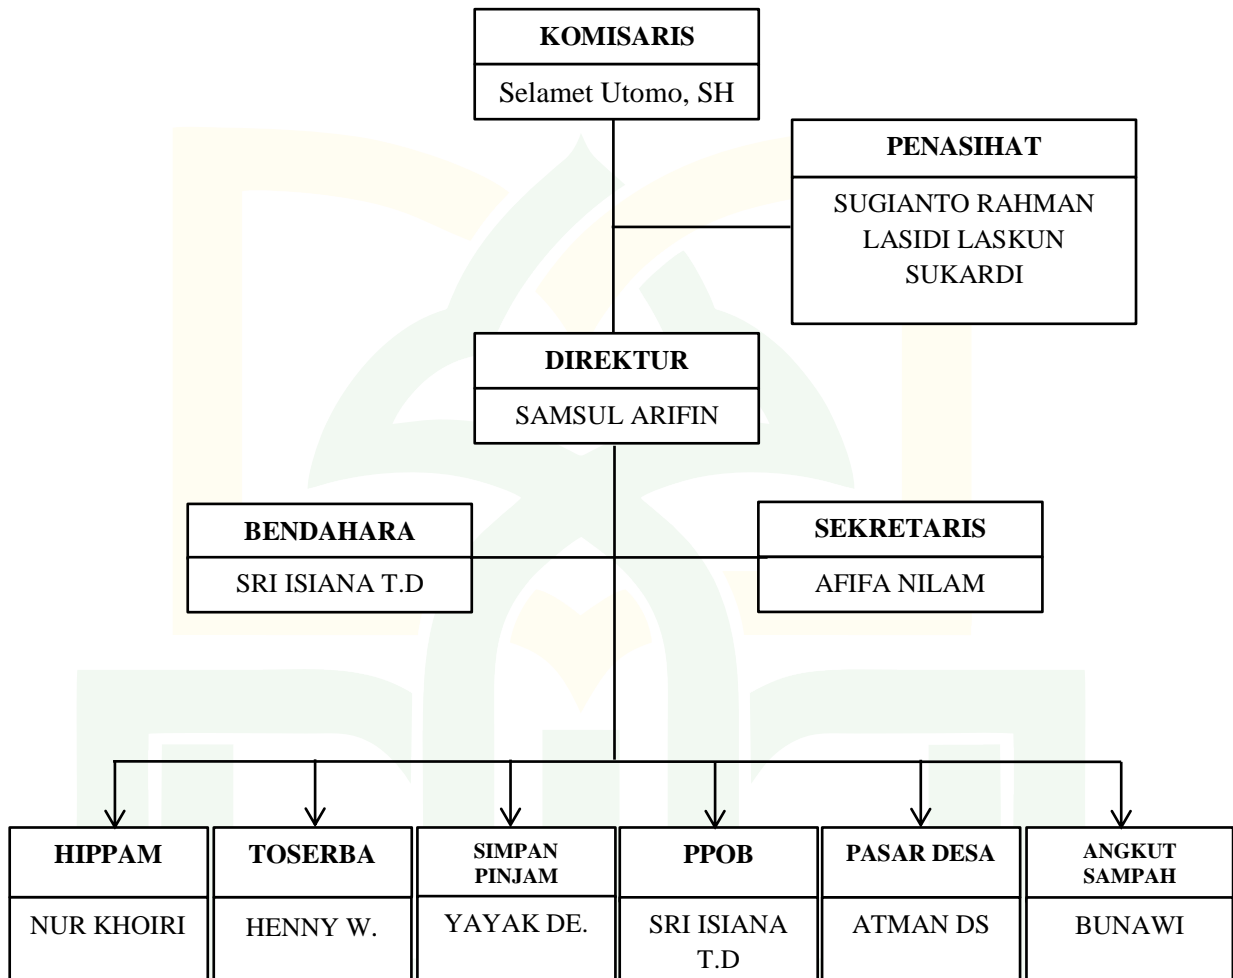 KOMISARIS
Selamet Utomo, SH
PENASIHAT
SUGIANTO RAHMAN
LASIDI LASKUN
SUKARDI
DIREKTUR
SAMSUL ARIFIN
BENDAHARA
SRI ISIANA T.D
SEKRETARIS
AFIFA NILAM
HIPPAM
NUR KHOIRI
TOSERBA
HENNY W.
SIMPAN
PINJAM
YAYAK DE.
PPOB
SRI ISIANA
T.D
PASAR DESA
ATMAN DS
ANGKUT
SAMPAH
BUNAWI